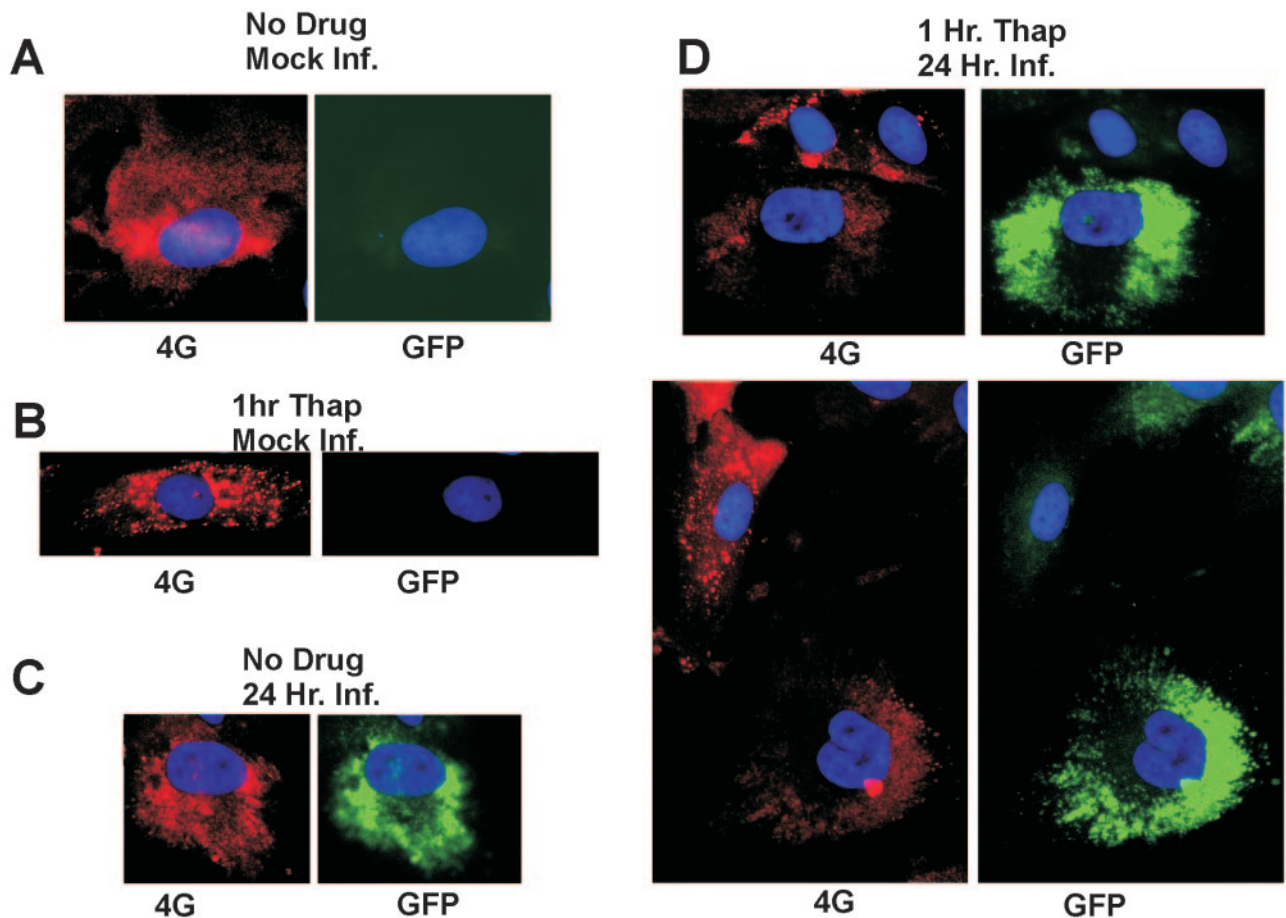 A
No Drug
Mock Inf.
4G
GFP
B
1hr Thap
Mock Inf.
4G
GFP
C
No Drug
24 Hr. Inf.
4G
GFP
D
1 Hr. Thap
24 Hr. Inf.
4G
GFP
4G
GFP